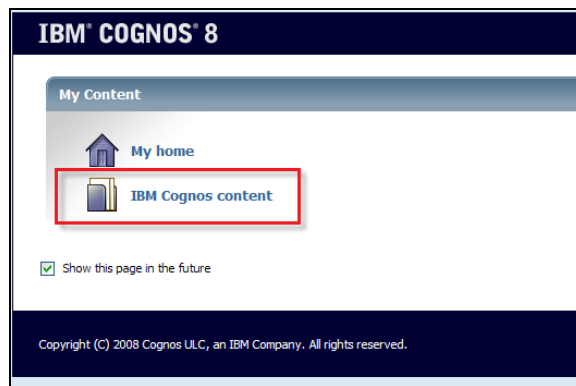 IBM® COGNOS® 8
My Content
My home
IBM Cognos content
Show this page in the future
Copyright (C) 2008 Cognos ULC, an IBM Company. All rights reserved.